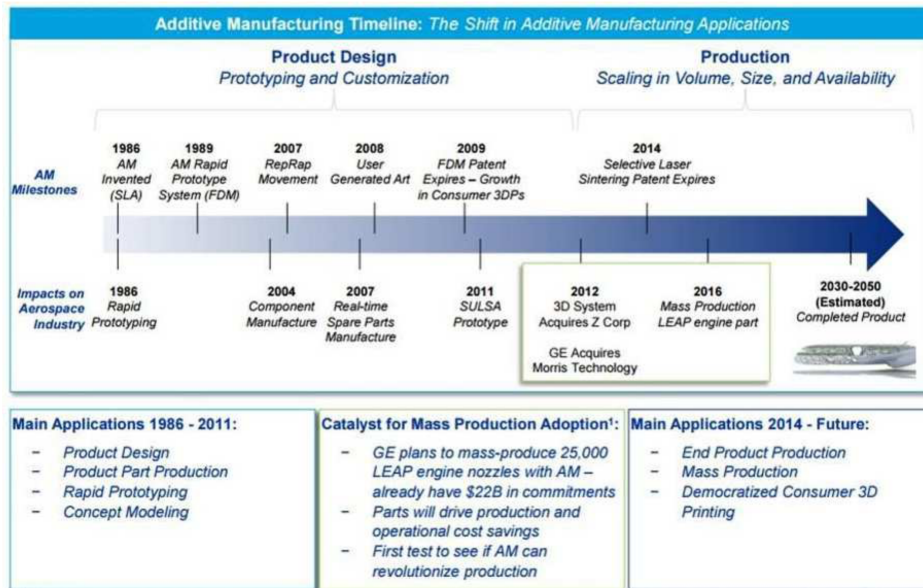 Additive Manufacturing Timeline: The Shift in Additive Manufacturing Applications
Product Design
Prototyping and Customization
Production
Scaling in Volume, Size, and Availability
AM
Milestones
1986
AM
Invented
(SLA)
1989
AM Rapid
Prototype
System (FDM)
2007
RepRap
Movement
2008
User
Generated Art
2009
FDM Patent
Expires – Growth
in Consumer 3DPs
2014
Selective Laser
Sintering Patent Expires
Impacts on
Aerospace
Industry
1986
Rapid
Prototyping
2004
Component
Manufacture
2007
Real-time
Spare Parts
Manufacture
2011
SULSA
Prototype
2012
3D System
Acquires Z Corp
GE Acquires
Morris Technology
2016
Mass Production
LEAP engine part
2030-2050
(Estimated)
Completed Product
Main Applications 1986 - 2011:
− Product Design
− Product Part Production
− Rapid Prototyping
− Concept Modeling
Catalyst for Mass Production Adoption¹:
− GE plans to mass-produce 25,000
LEAP engine nozzles with AM –
already have $22B in commitments
− Parts will drive production and
operational cost savings
− First test to see if AM can
revolutionize production
Main Applications 2014 - Future:
− End Product Production
− Mass Production
− Democratized Consumer 3D
Printing